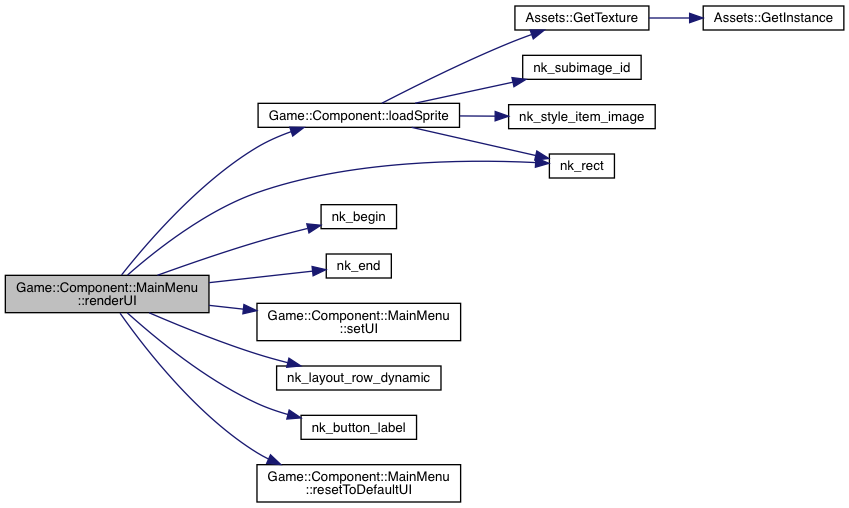 Assets::GetTexture
Assets::GetInstance
nk_subimage_id
Game::Component::loadSprite
nk_style_item_image
nk_rect
nk_begin
nk_end
Game::Component::MainMenu
::renderUI
Game::Component::MainMenu
::setUI
nk_layout_row_dynamic
nk_button_label
Game::Component::MainMenu
::resetToDefaultUI